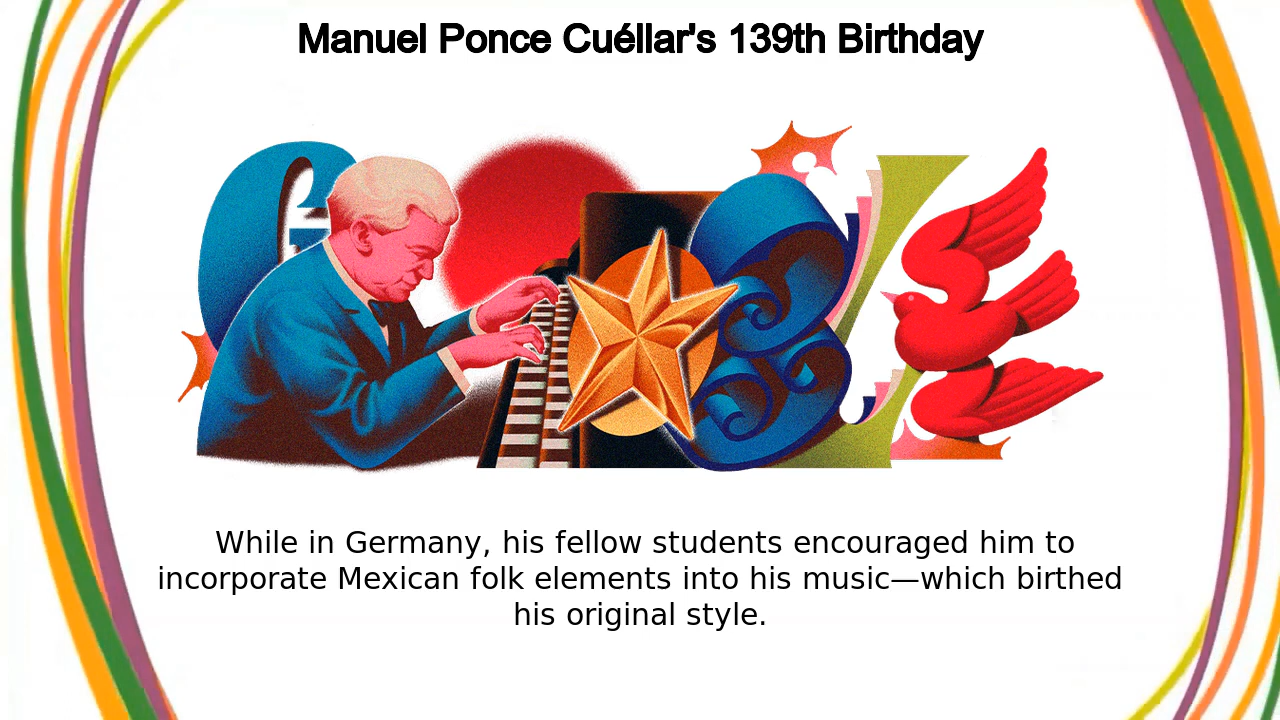 Manuel Ponce Cuéllar's 139th Birthday
While in Germany, his fellow students encouraged him to
incorporate Mexican folk elements into his music—which birthed
his original style.